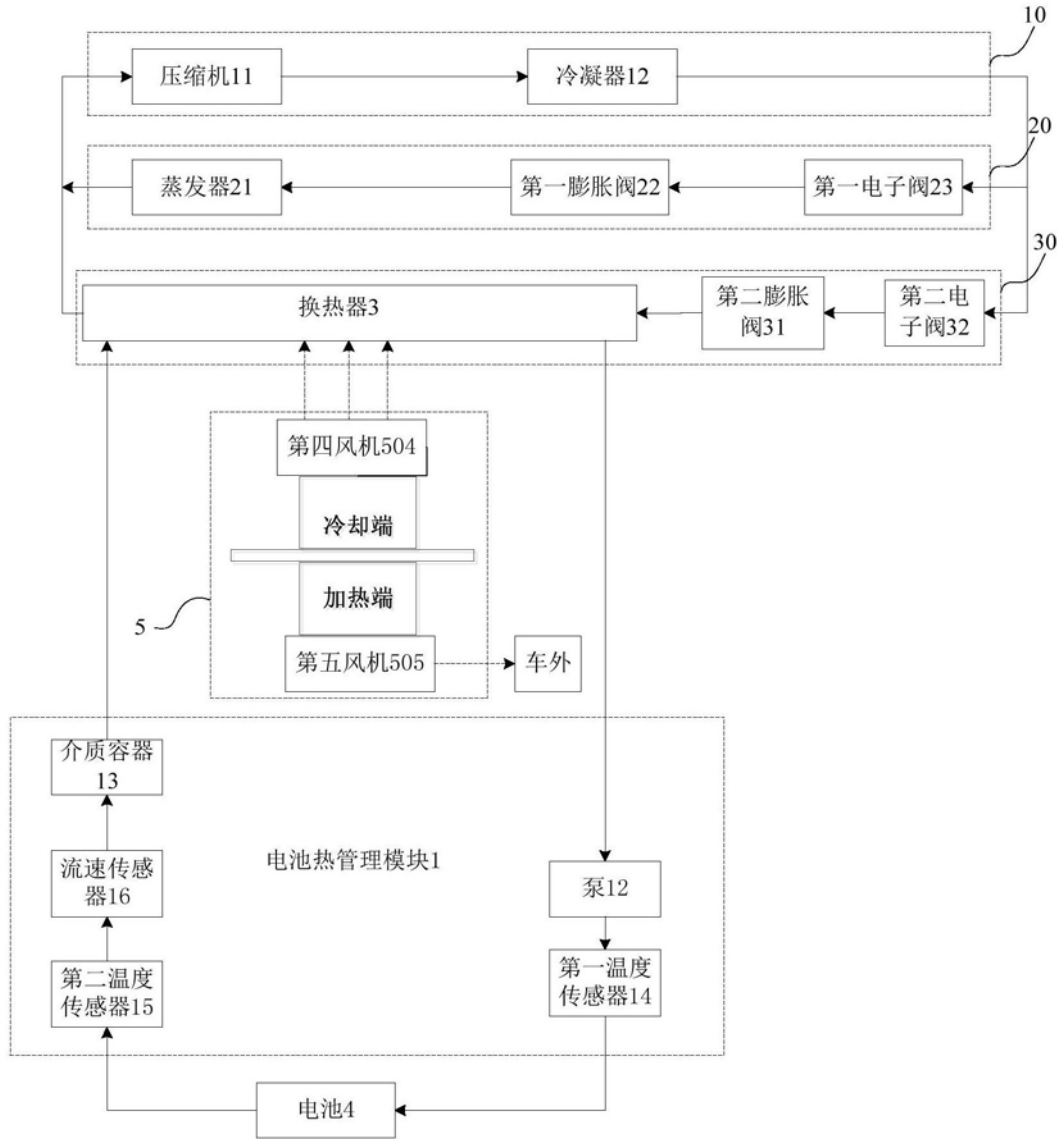 10
压缩机11
冷凝器12
20
蒸发器21
第一膨胀阀22
第一电子阀23
30
换热器3
第二膨胀
阀31
第二电
子阀32
第四风机504
冷却端
加热端
5
第五风机505
车外
介质容器
13
流速传感
器16
电池热管理模块1
泵12
第二温度
传感器15
第一温度
传感器14
电池4